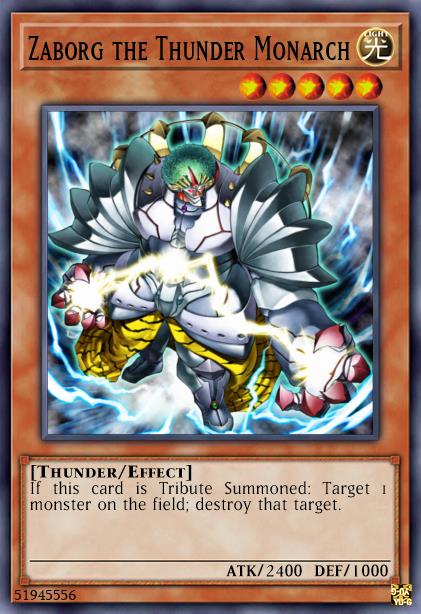 ZABORG THE THUNDER MONARCH
LIGHT
光
[THUNDER/EFFECT]
If this card is Tribute Summoned: Target 1
monster on the field; destroy that target.
ATK/2400 DEF/1000
51945556